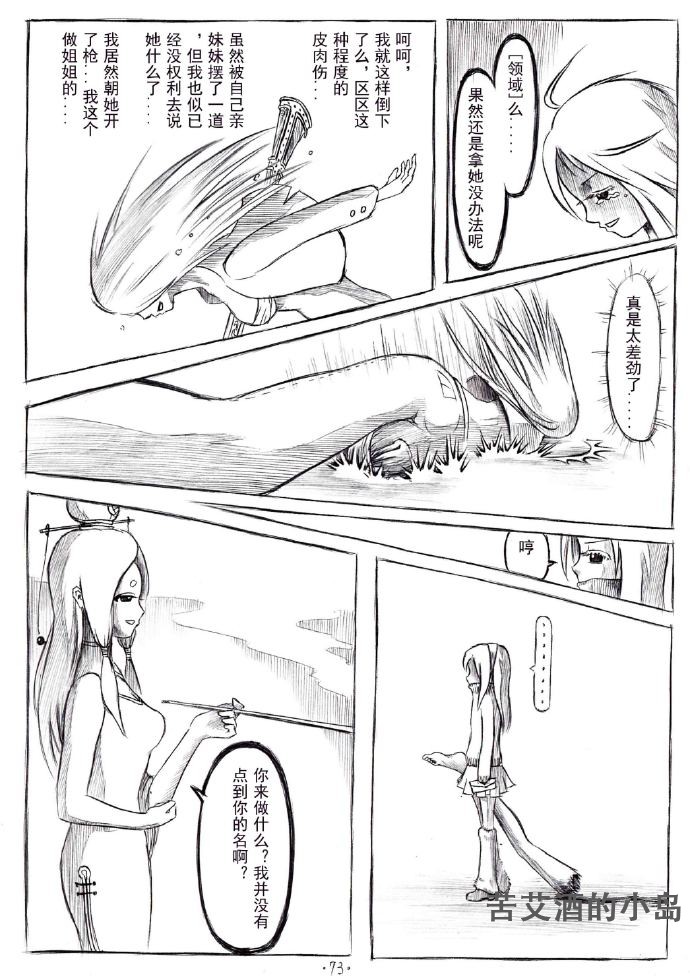 [领域]么.....
果然还是拿她没办法呢
呵呵,
我就这样倒下
了么,区区这
种程度的
皮肉伤...
虽然被自己亲
妹妹摆了一道
,但我也似已
经没权利去说
她什么了....
我居然朝她开
了枪...我这个
做姐姐的....
真是太差劲了.....
哼
.........
你来做什么?我并没有
点到你的名啊?
苦艾酒的小岛
·73·